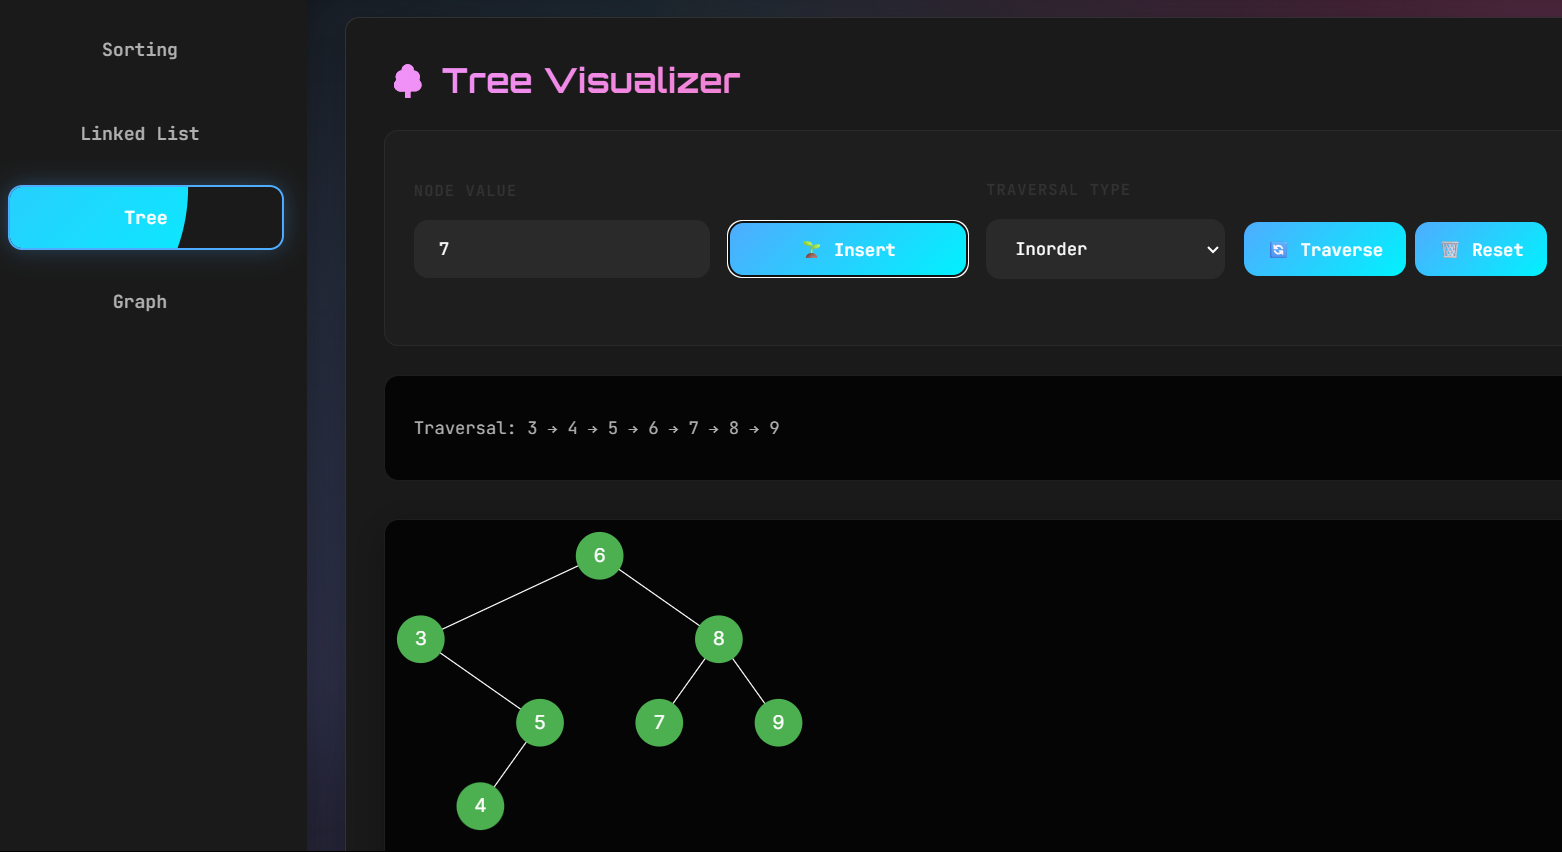 Sorting
Linked List
Tree
Graph
Tree Visualizer
NODE VALUE
TRAVERSAL TYPE
7
Insert
Inorder
Traverse
Reset
Traversal: 3 → 4 → 5 → 6 → 7 → 8 → 9
6
3
8
5
7
9
4